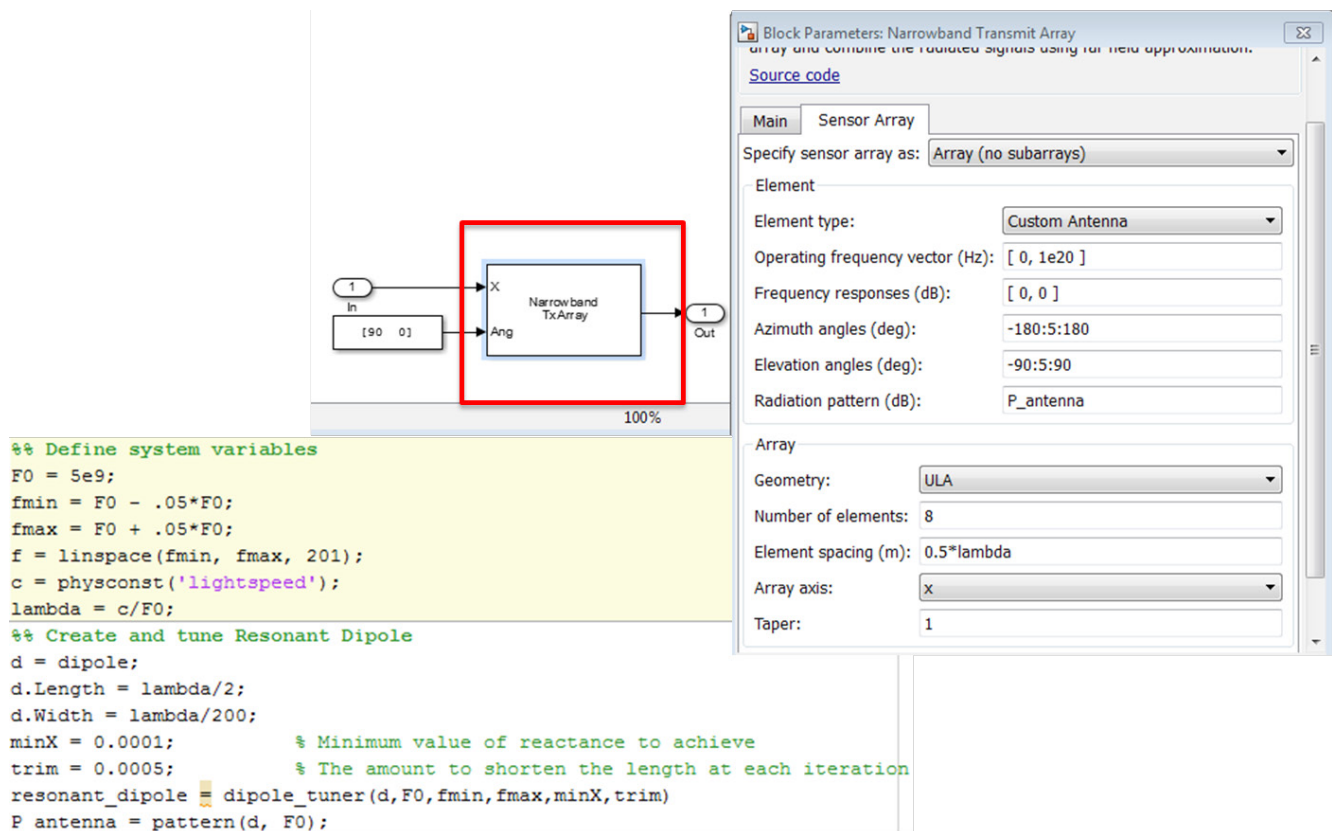 Block Parameters: Narrowband Transmit Array
array and combine the radiated signals using far field approximation.
Source code
Main
Sensor Array
Specify sensor array as: Array (no subarrays)
Element
Element type: Custom Antenna
Operating frequency vector (Hz): [ 0, 1e20 ]
Frequency responses (dB): [ 0, 0 ]
Azimuth angles (deg): -180:5:180
Elevation angles (deg): -90:5:90
Radiation pattern (dB): P_antenna
Array
Geometry: ULA
Number of elements: 8
Element spacing (m): 0.5*lambda
Array axis: x
Taper: 1
1
In
[90 0]
X
Ang
Narrowband
TxArray
1
Out
100%
%% Define system variables
F0 = 5e9;
fmin = F0 - .05*F0;
fmax = F0 + .05*F0;
f = linspace(fmin, fmax, 201);
c = physconst('lightspeed');
lambda = c/F0;
%% Create and tune Resonant Dipole
d = dipole;
d.Length = lambda/2;
d.Width = lambda/200;
minX = 0.0001; % Minimum value of reactance to achieve
trim = 0.0005; % The amount to shorten the length at each iteration
resonant_dipole = dipole_tuner(d,F0,fmin,fmax,minX,trim)
P_antenna = pattern(d, F0);